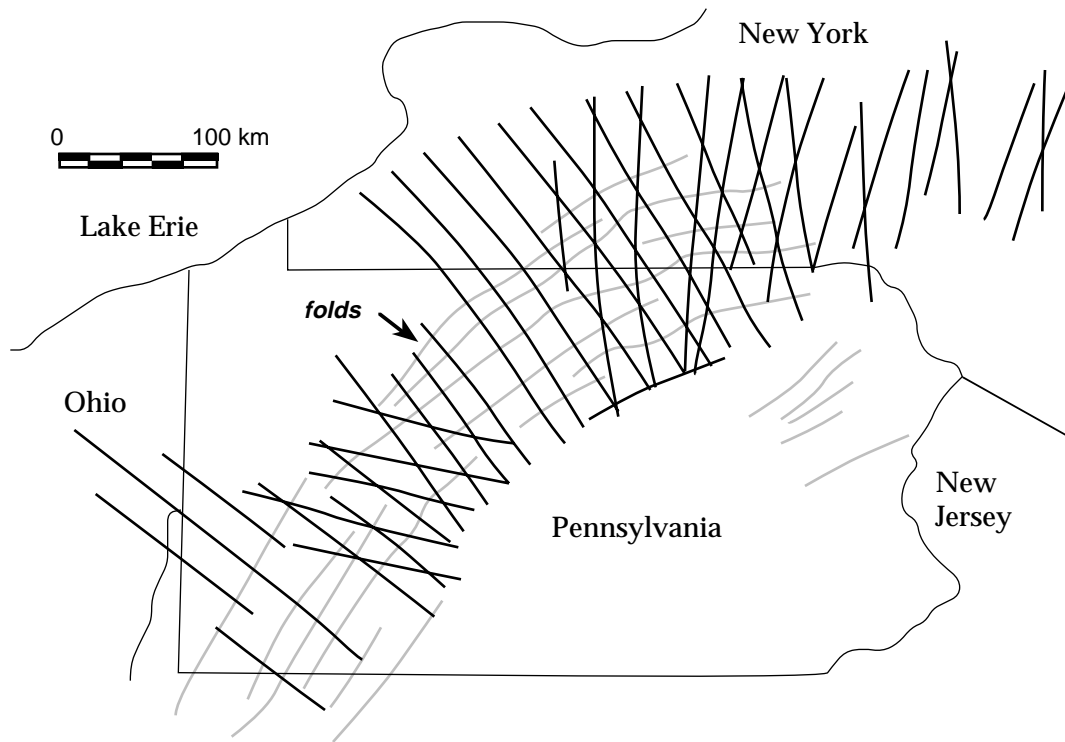 New York
0 100 km
Lake Erie
folds
Ohio
New
Jersey
Pennsylvania